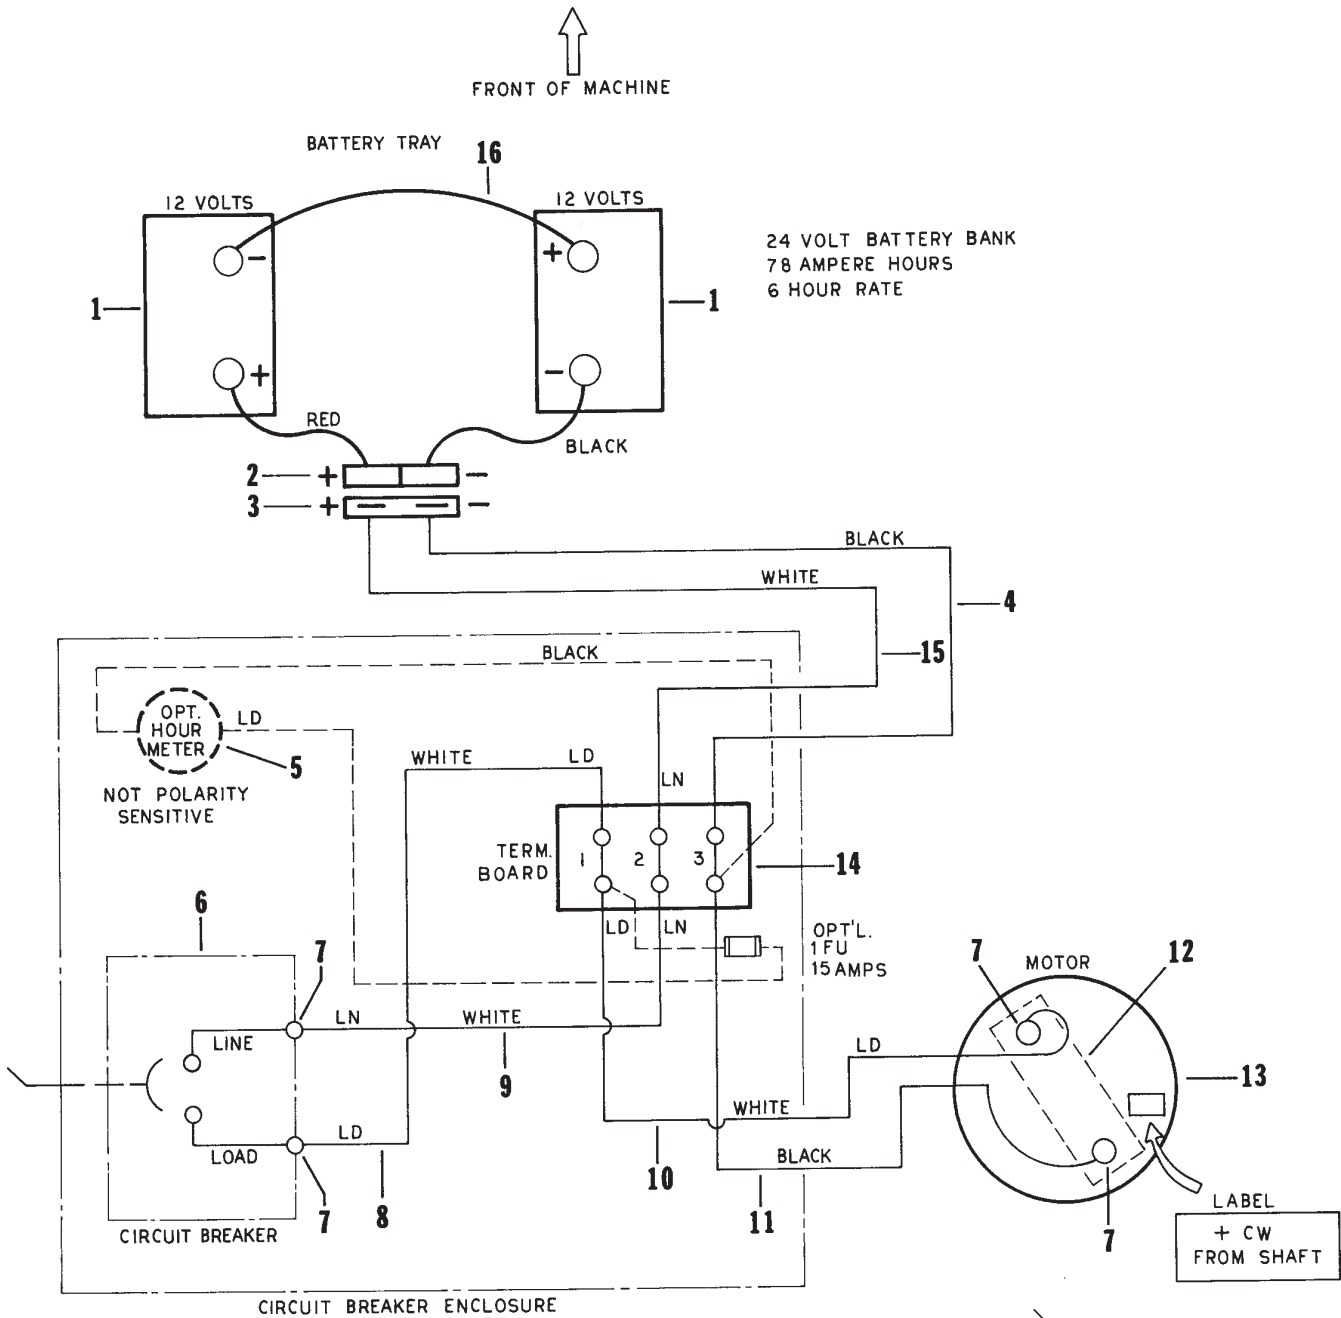 FRONT OF MACHINE
BATTERY TRAY
16
12 VOLTS
12 VOLTS
24 VOLT BATTERY BANK
78 AMPERE HOURS
6 HOUR RATE
-
+
1
1
+
-
RED
BLACK
2
+
-
3
+
-
BLACK
WHITE
4
15
BLACK
OPT.
HOUR
METER
LD
5
NOT POLARITY
SENSITIVE
WHITE
LD
LN
TERM.
BOARD
1
2
3
14
6
LD
LN
OPT'L.
1 FU
15 AMPS
7
7
MOTOR
12
LN
WHITE
LINE
9
LD
13
WHITE
LD
LOAD
BLACK
10
7
8
11
7
LABEL
+ CW
FROM SHAFT
CIRCUIT BREAKER
CIRCUIT BREAKER ENCLOSURE